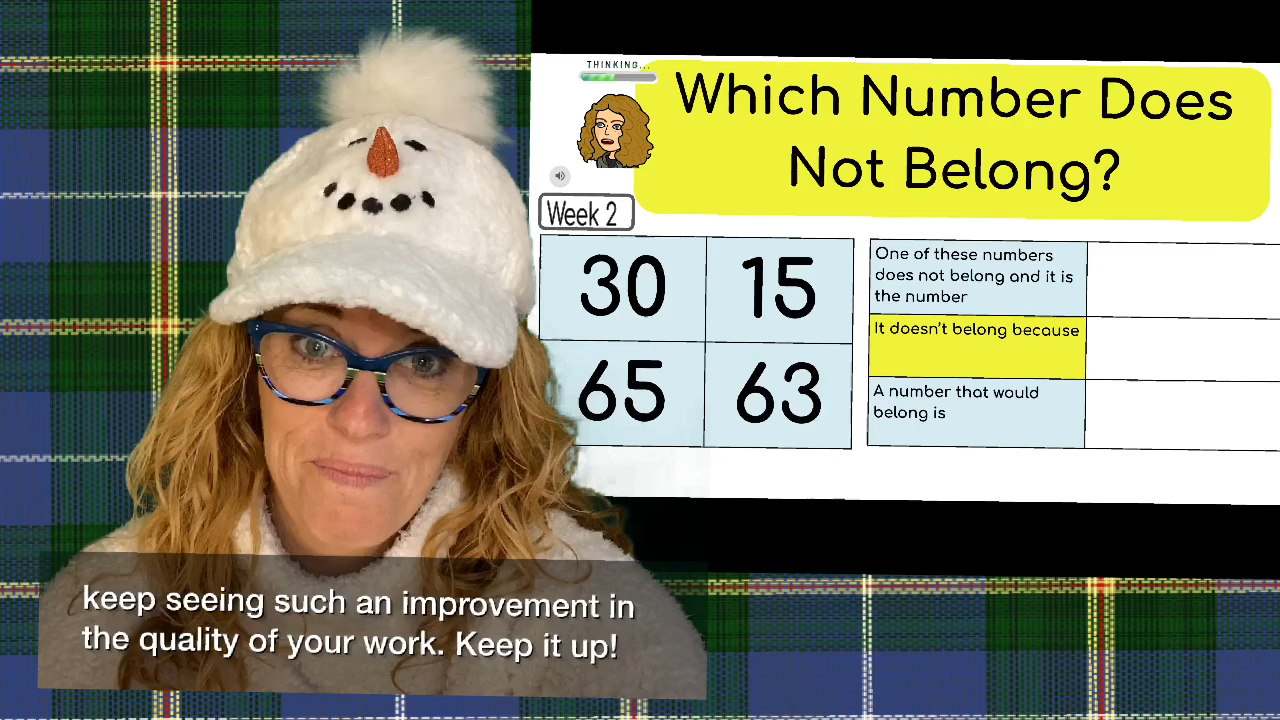 THINKING...
Which Number Does
Not Belong?
Week 2
30 15
65 63
One of these numbers
does not belong and it is
the number
It doesn't belong because
A number that would
belong is
keep seeing such an improvement in
the quality of your work. Keep it up!